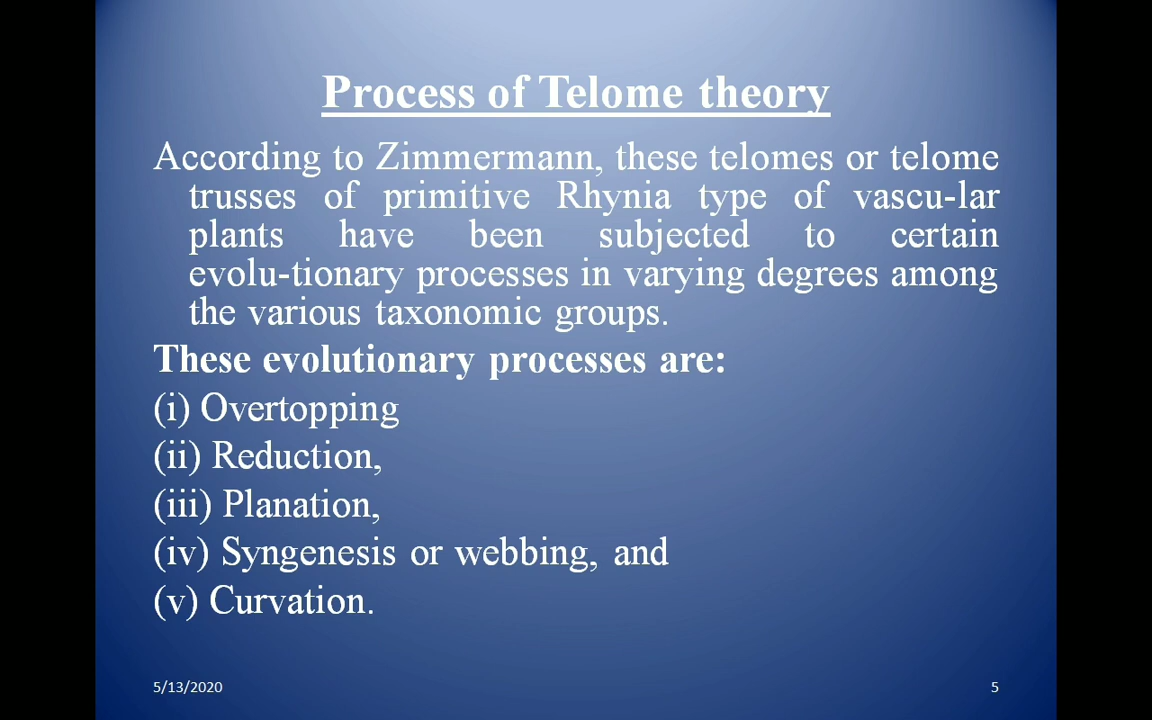 Process of Telome theory
According to Zimmermann, these telomes or telome
trusses of primitive Rhynia type of vascu-lar
plants have been subjected to certain
evolu-tionary processes in varying degrees among
the various taxonomic groups.
These evolutionary processes are:
(i) Overtopping
(ii) Reduction,
(iii) Planation,
(iv) Syngenesis or webbing, and
(v) Curvation.
5/13/2020
5